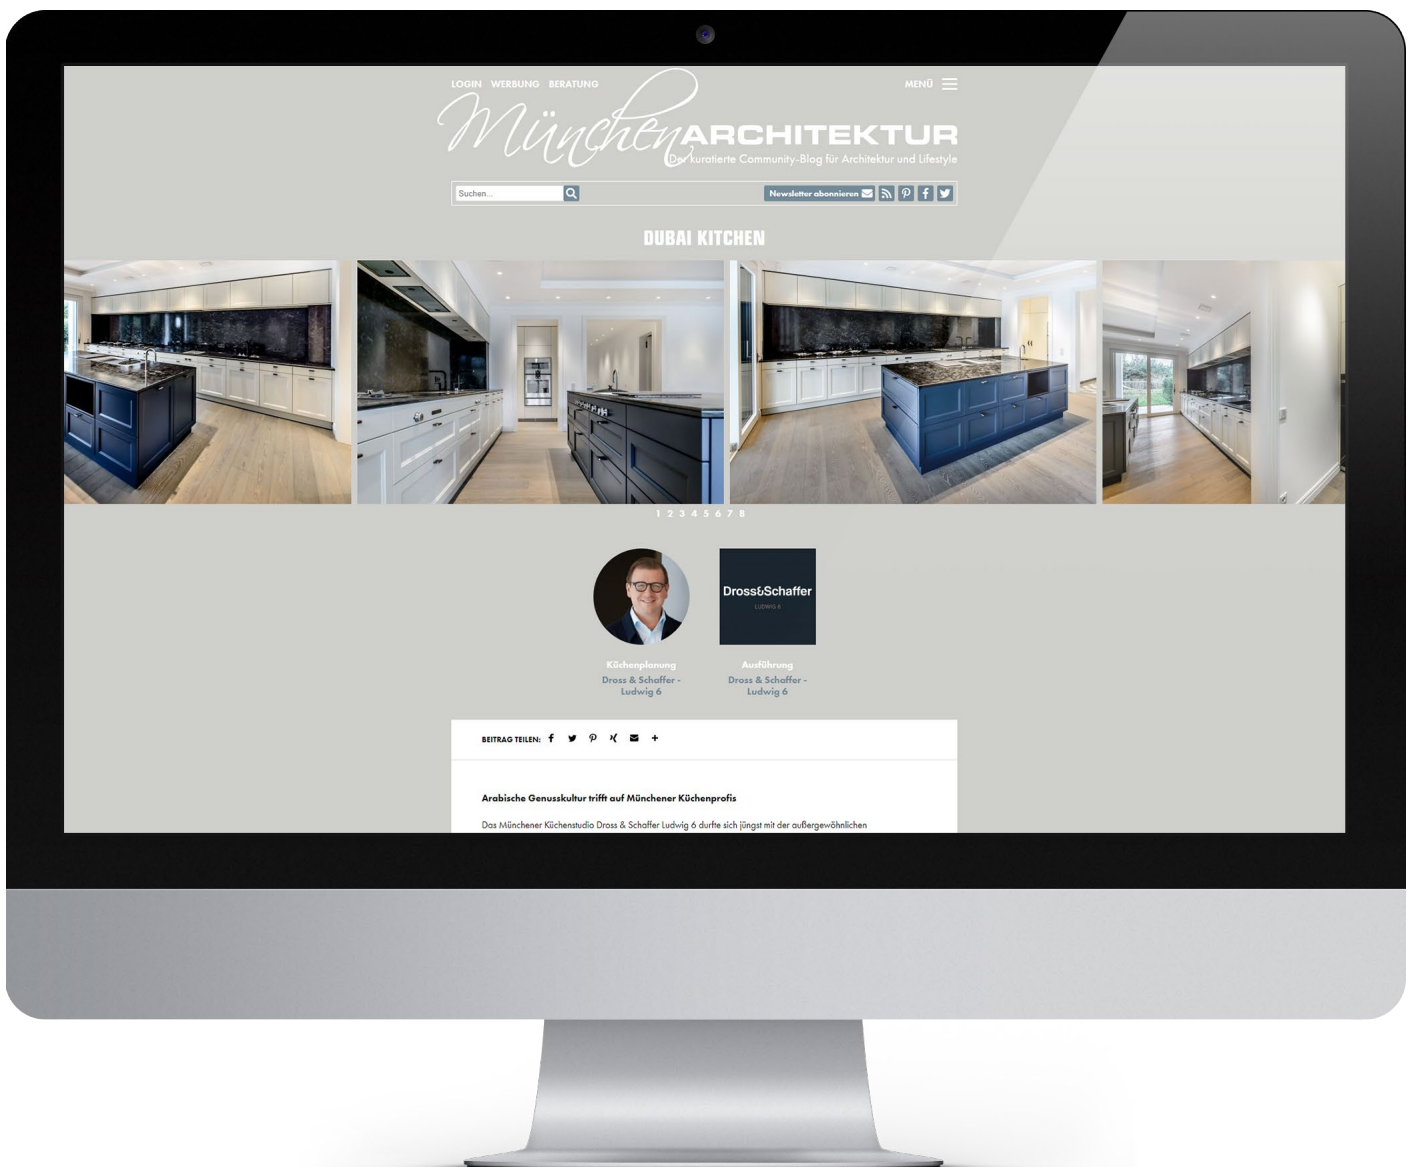 LOGIN WERBUNG BERATUNG
MENÜ
München ARCHITEKTUR
Der kuratierte Community-Blog für Architektur und Lifestyle
Suchen...
Newsletter abonnieren
DUBAI KITCHEN
1 2 3 4 5 6 7 8
Dross&Schaffer
LUDWIG 6
Küchenplanung
Dross & Schaffer -
Ludwig 6
Ausführung
Dross & Schaffer -
Ludwig 6
BEITRAG TEILEN:
Arabische Genusskultur trifft auf Münchener Küchenprofis
Das Münchener Küchenstudio Dross & Schaffer Ludwig 6 durfte sich jüngst mit der außergewöhnlichen